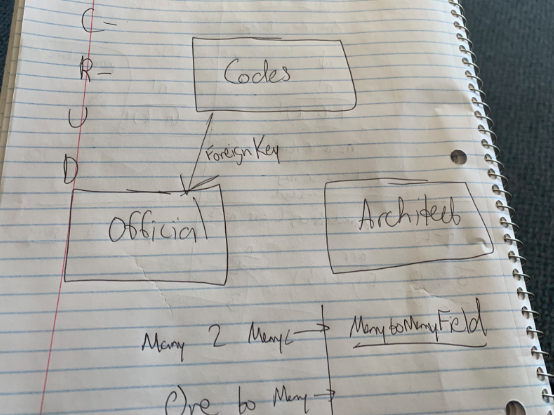 C-
R-
U
D
Codes
Foreign Key
Official
Architect
Many 2 Many → ManytoManyField
One to Many →